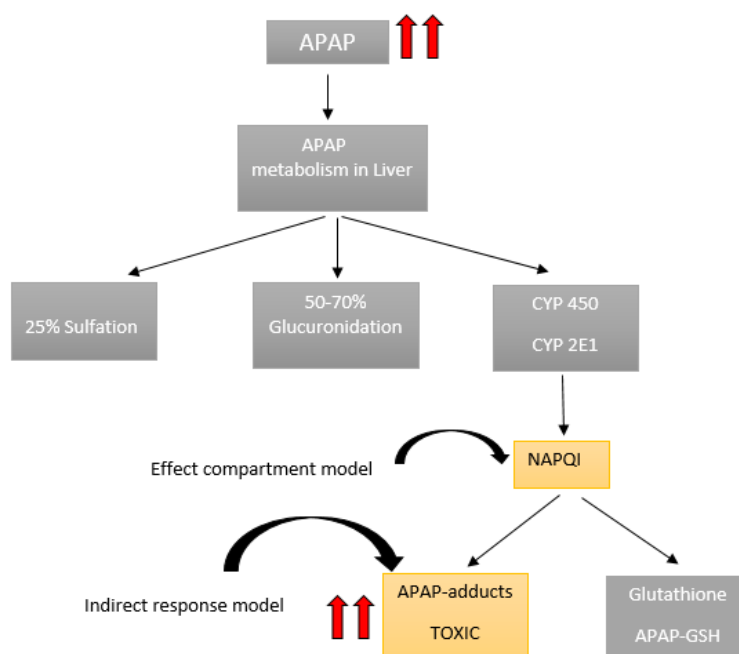 APAP
APAP
metabolism in Liver
25% Sulfation
50-70%
Glucuronidation
CYP 450
CYP 2E1
Effect compartment model
NAPQI
Indirect response model
APAP-adducts
TOXIC
Glutathione
APAP-GSH